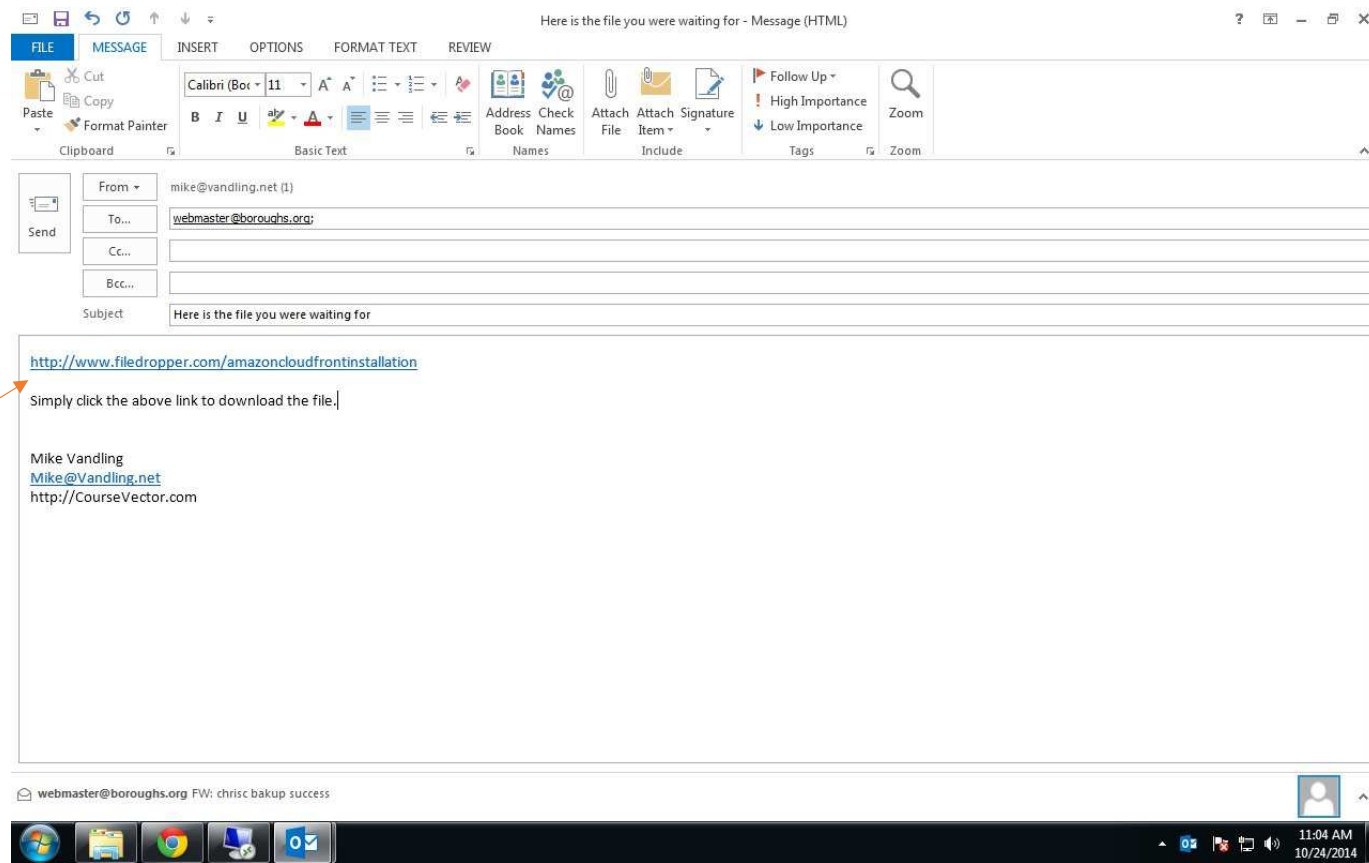 Here is the file you were waiting for - Message (HTML)
FILE MESSAGE INSERT OPTIONS FORMAT TEXT REVIEW
Paste
Cut
Copy
Format Painter
Clipboard
Calibri (Boc 11
B I U
Basic Text
Address Book
Check Names
Names
Attach File
Attach Item
Signature
Include
Follow Up
High Importance
Low Importance
Tags
Zoom
Zoom
Send
From mike@vandling.net (1)
To... webmaster@boroughs.org;
Cc...
Bcc...
Subject Here is the file you were waiting for
http://www.filedropper.com/amazoncloudfrontinstallation
Simply click the above link to download the file.
Mike Vandling
Mike@Vandling.net
http://CourseVector.com
webmaster@boroughs.org FW: chrisc bakup success
11:04 AM
10/24/2014